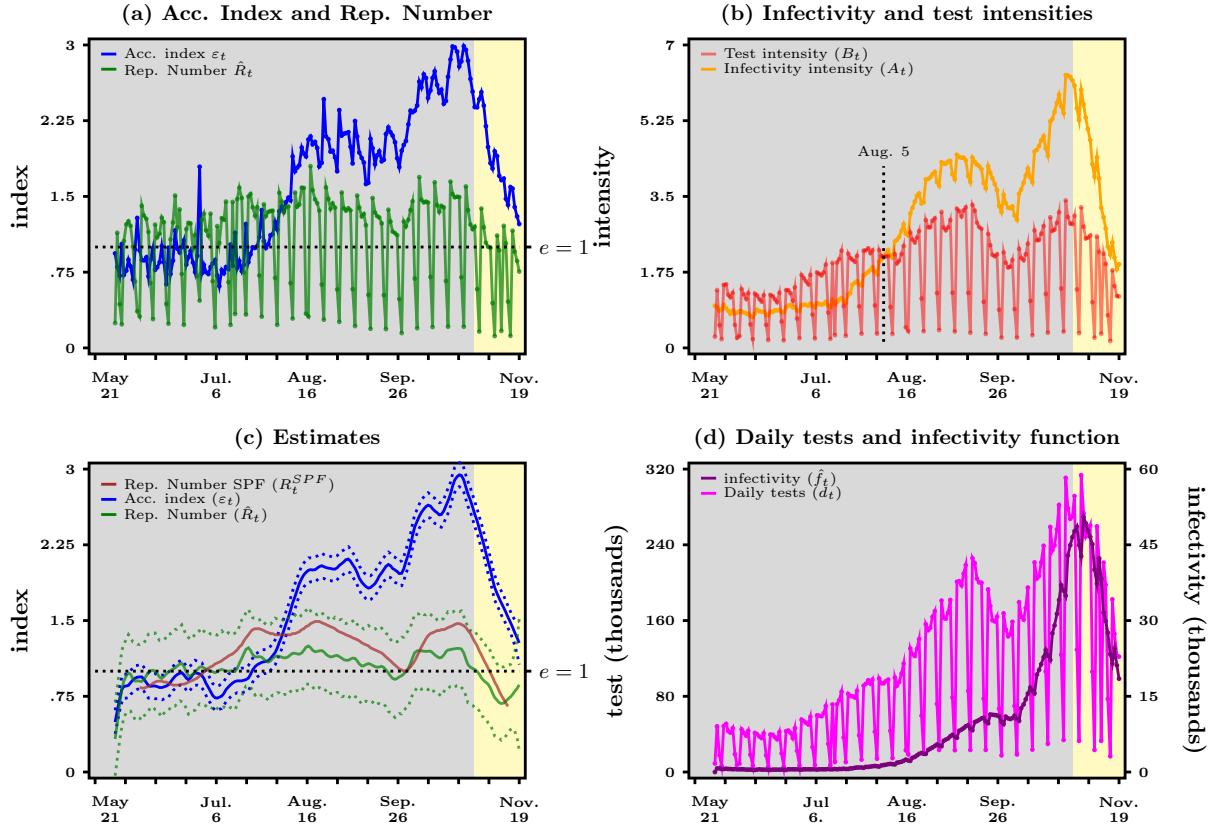 (a) Acc. Index and Rep. Number
3
2.25
1.5
.75
0
index
Acc. index εt
Rep. Number R̂t
e = 1
May 21
Jul. 6
Aug. 16
Sep. 26
Nov. 19
(b) Infectivity and test intensities
7
5.25
3.5
1.75
0
intensity
Test intensity (Bt)
Infectivity intensity (At)
Aug. 5
May 21
Jul. 6
Aug. 16
Sep. 26
Nov. 19
(c) Estimates
3
2.25
1.5
.75
0
index
Rep. Number SPF (Rt^SPF)
Acc. index (εt)
Rep. Number (R̂t)
e = 1
May 21
Jul. 6
Aug. 16
Sep. 26
Nov. 19
(d) Daily tests and infectivity function
320
240
160
80
0
test (thousands)
infectivity (f̂t)
Daily tests (dt)
60
45
30
15
0
infectivity (thousands)
May 21
Jul 6.
Aug. 16
Sep. 26
Nov. 19